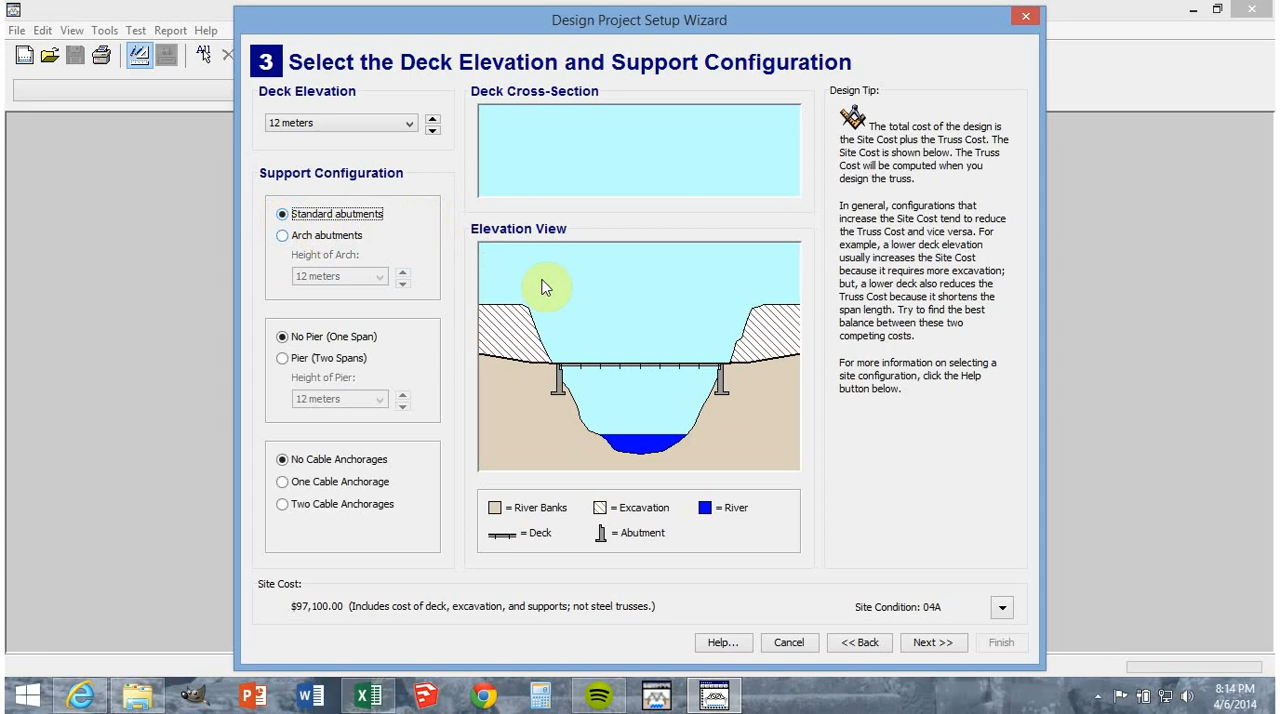 Design Project Setup Wizard
File Edit View Tools Test Report Help
3 Select the Deck Elevation and Support Configuration
Deck Elevation
12 meters
Support Configuration
Standard abutments
Arch abutments
Height of Arch:
12 meters
No Pier (One Span)
Pier (Two Spans)
Height of Pier:
12 meters
No Cable Anchorages
One Cable Anchorage
Two Cable Anchorages
Deck Cross-Section
Elevation View
= River Banks
= Excavation
= River
= Deck
= Abutment
Design Tip:
The total cost of the design is
the Site Cost plus the Truss Cost. The
Site Cost is shown below. The Truss
Cost will be computed when you
design the truss.
In general, configurations that
increase the Site Cost tend to reduce
the Truss Cost and vice versa. For
example, a lower deck elevation
usually increases the Site Cost
because it requires more excavation;
but, a lower deck also reduces the
Truss Cost because it shortens the
span length. Try to find the best
balance between these two
competing costs.
For more information on selecting a
site configuration, click the Help
button below.
Site Cost:
$97,100.00 (Includes cost of deck, excavation, and supports; not steel trusses.)
Site Condition: 04A
Help...
Cancel
<< Back
Next >>
Finish
8:14 PM
4/6/2014